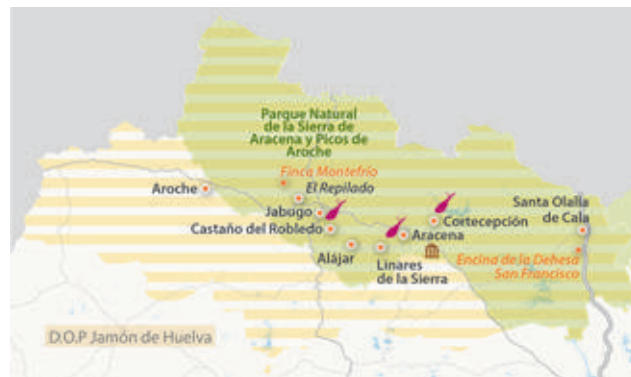 Parque Natural
de la Sierra de
Aracena y Picos de
Aroche
Finca Montefrío
El Repilado
Aroche
Jabugo
Castaño del Robledo
Alájar
Linares
de la Sierra
Aracena
Cortecepción
Santa Olalla
de Cala
Encina de la Dehesa
San Francisco
D.O.P Jamón de Huelva